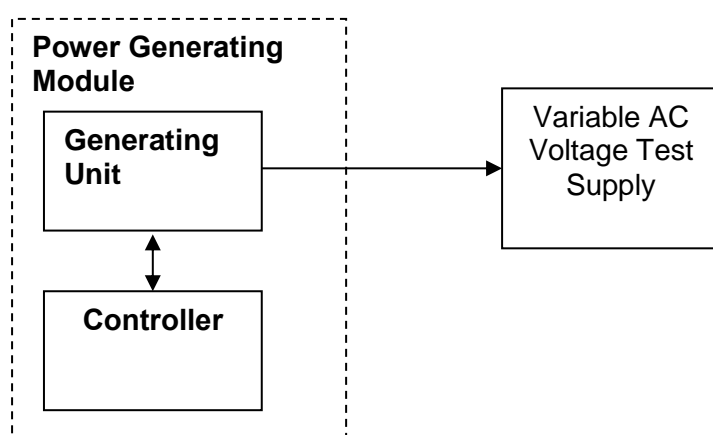 Power Generating
Module
Generating
Unit
Variable AC
Voltage Test
Supply
Controller